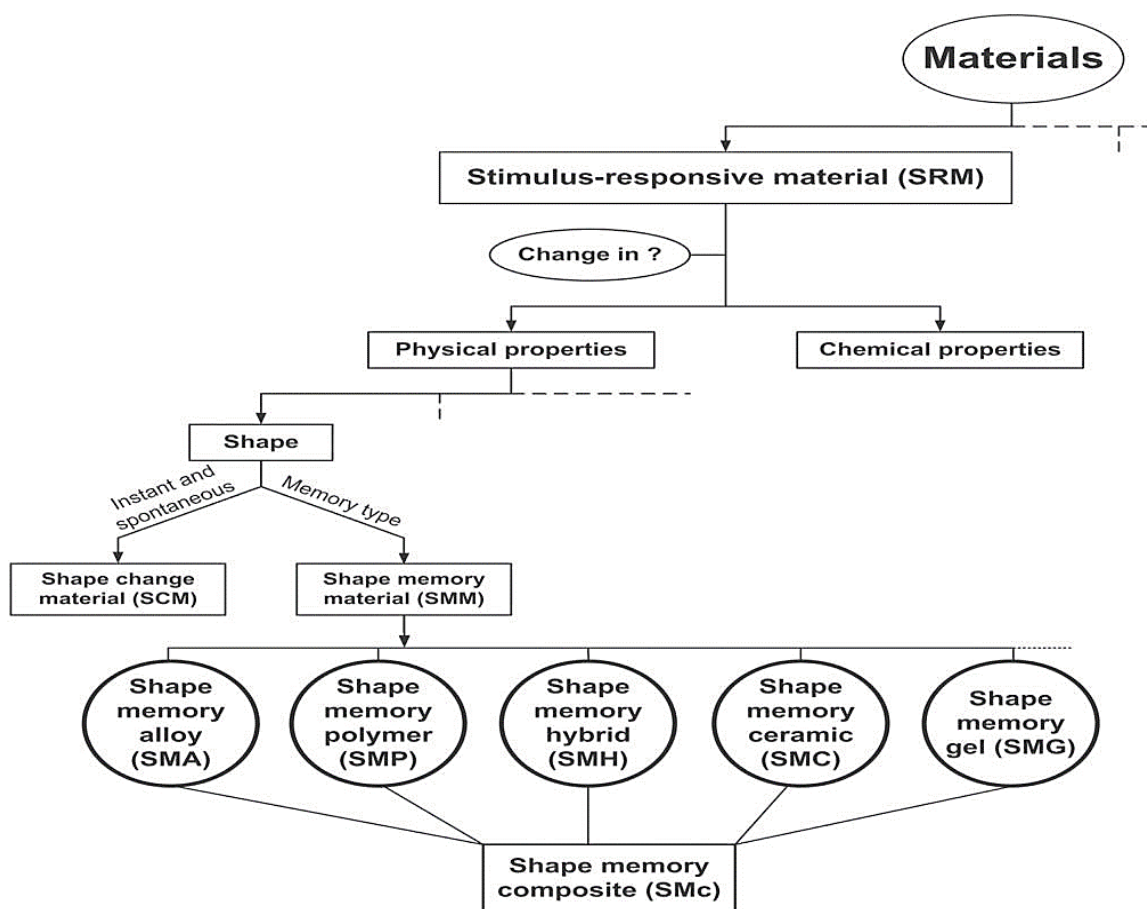 Materials
Stimulus-responsive material (SRM)
Change in ?
Physical properties
Chemical properties
Shape
Instant and
spontaneous
Memory type
Shape change
material (SCM)
Shape memory
material (SMM)
Shape
memory
alloy
(SMA)
Shape
memory
polymer
(SMP)
Shape
memory
hybrid
(SMH)
Shape
memory
ceramic
(SMC)
Shape
memory
gel (SMG)
Shape memory
composite (SMc)